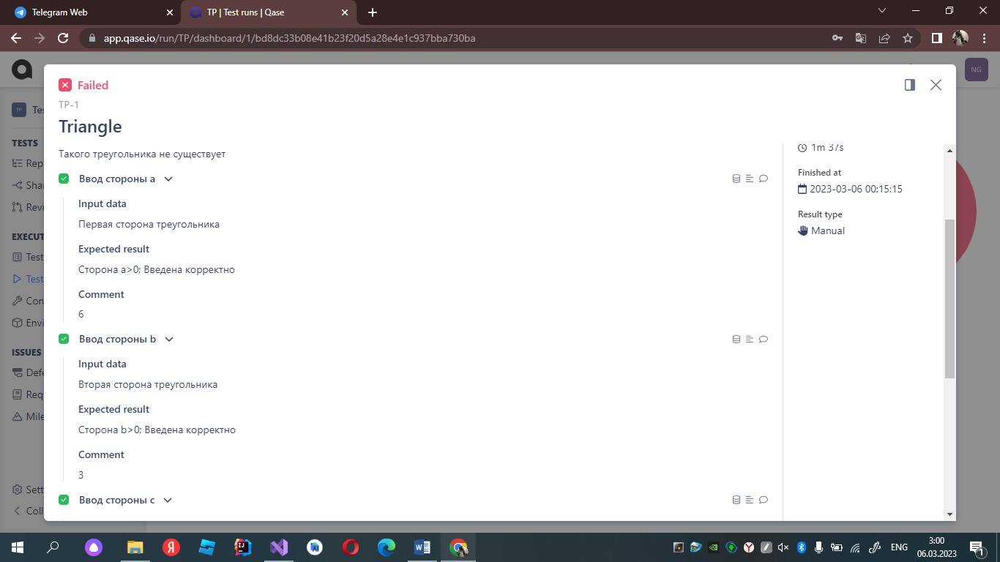 Telegram Web
TP | Test runs | Qase
app.qase.io/run/TP/dashboard/1/bd8dc33b08e41b23f20d5a28e4e1c937bba730ba
NG
Failed
TP-1
Triangle
TP
Tes
TESTS
Rep
Shar
Revi
EXECUT
Test
Test
Con
Envi
ISSUES
Defe
Req
Mile
Sett
Colla
Такого треугольника не существует
Ввод стороны a
Input data
Первая сторона треугольника
Expected result
Сторона a>0; Введена корректно
Comment
6
Ввод стороны b
Input data
Вторая сторона треугольника
Expected result
Сторона b>0; Введена корректно
Comment
3
Ввод стороны c
1m 37s
Finished at
2023-03-06 00:15:15
Result type
Manual
ENG
3:00
06.03.2023
1